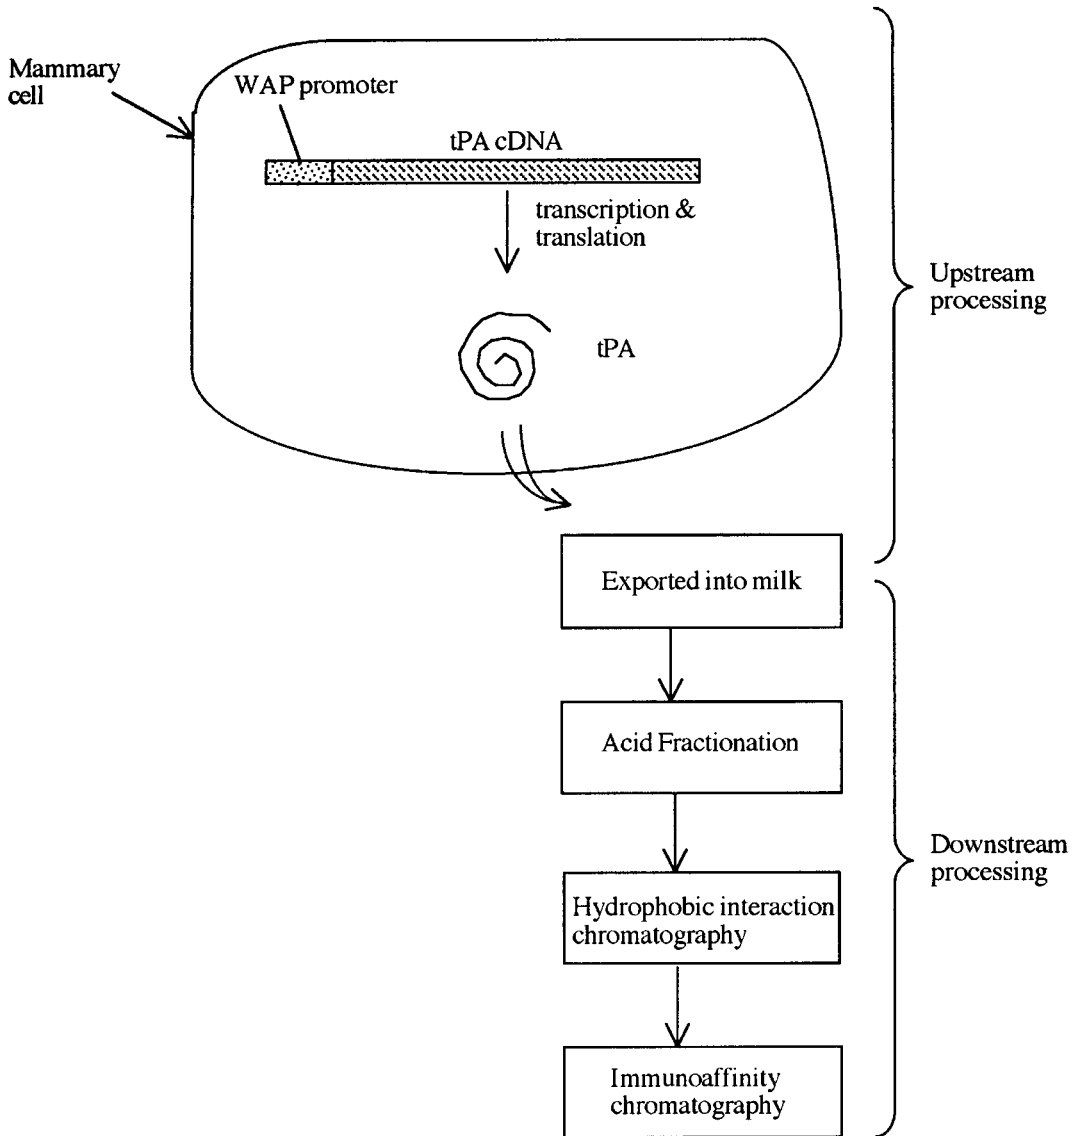 Mammary
cell
WAP promoter
tPA cDNA
transcription &
translation
tPA
Upstream
processing
Exported into milk
Acid Fractionation
Hydrophobic interaction
chromatography
Immunoaffinity
chromatography
Downstream
processing